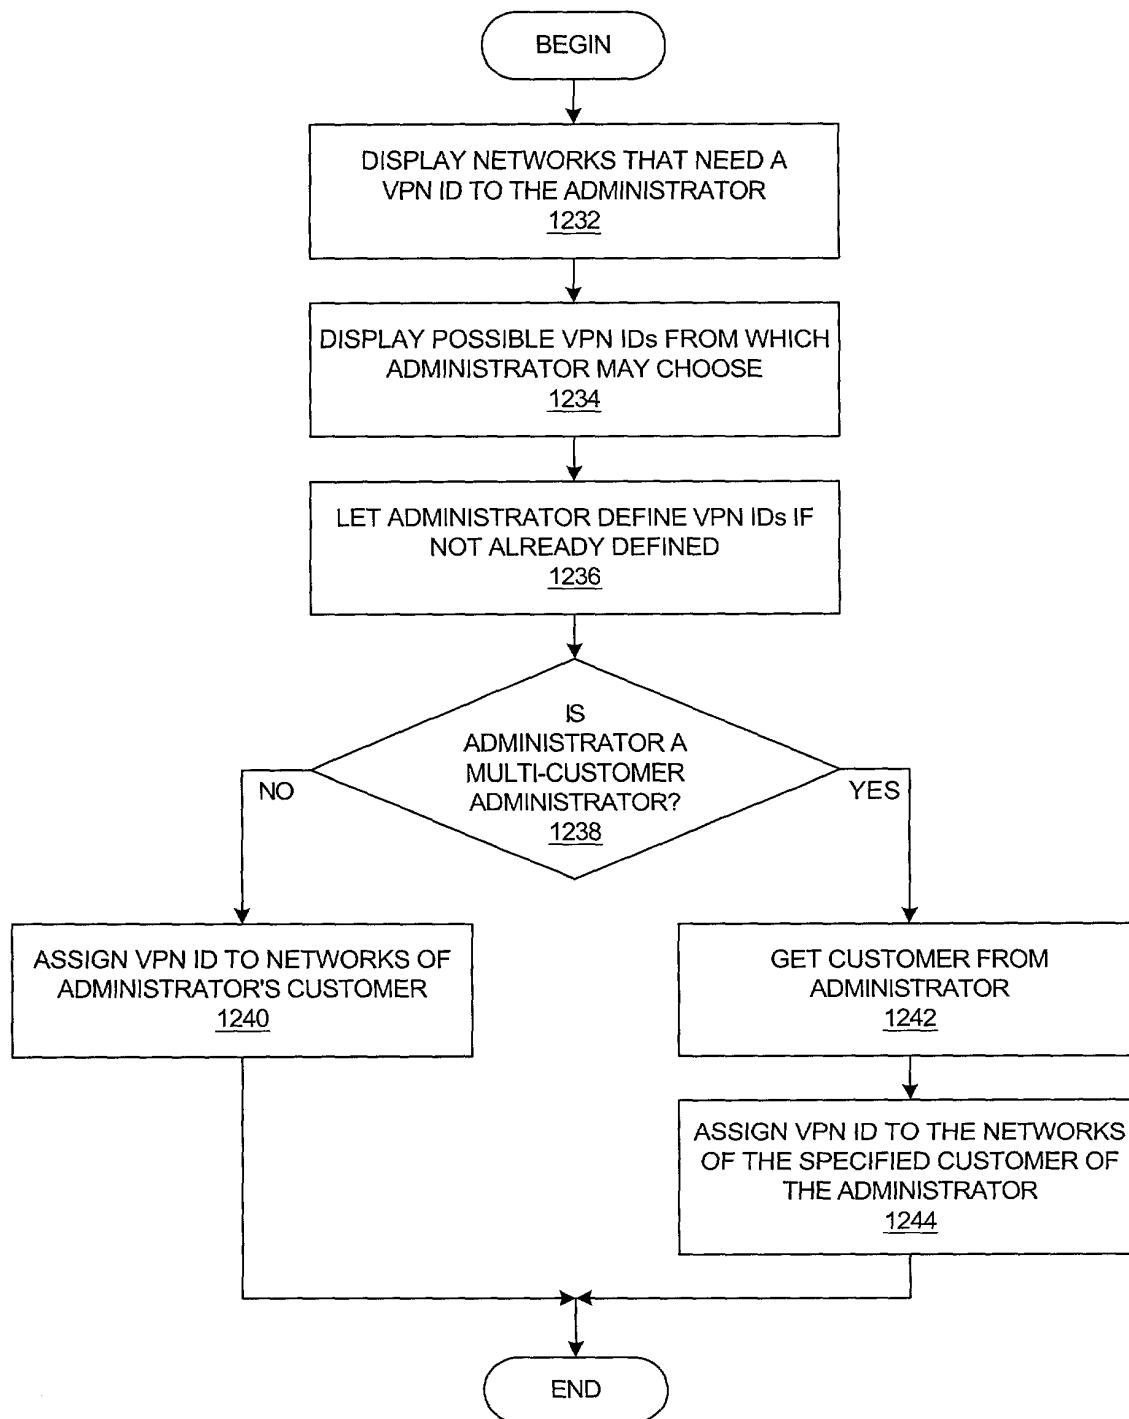 BEGIN
DISPLAY NETWORKS THAT NEED A
VPN ID TO THE ADMINISTRATOR
1232
DISPLAY POSSIBLE VPN IDs FROM WHICH
ADMINISTRATOR MAY CHOOSE
1234
LET ADMINISTRATOR DEFINE VPN IDs IF
NOT ALREADY DEFINED
1236
IS
ADMINISTRATOR A
MULTI-CUSTOMER
ADMINISTRATOR?
1238
NO
YES
ASSIGN VPN ID TO NETWORKS OF
ADMINISTRATOR'S CUSTOMER
1240
GET CUSTOMER FROM
ADMINISTRATOR
1242
ASSIGN VPN ID TO THE NETWORKS
OF THE SPECIFIED CUSTOMER OF
THE ADMINISTRATOR
1244
END